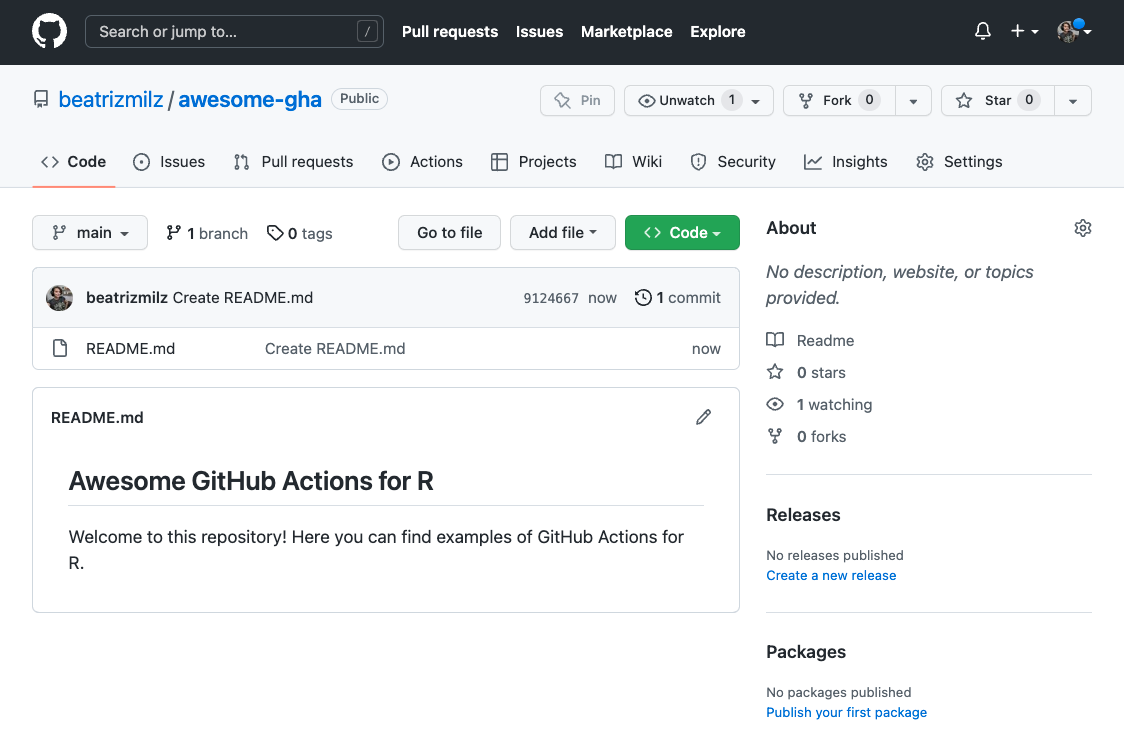 Search or jump to... / Pull requests Issues Marketplace Explore
beatrizmilz / awesome-gha Public Pin Unwatch 1 Fork 0 Star 0
Code Issues Pull requests Actions Projects Wiki Security Insights Settings
main 1 branch 0 tags Go to file Add file Code
beatrizmilz Create README.md 9124667 now 1 commit
README.md Create README.md now
README.md
Awesome GitHub Actions for R
Welcome to this repository! Here you can find examples of GitHub Actions for
R.
About
No description, website, or topics
provided.
Readme
0 stars
1 watching
0 forks
Releases
No releases published
Create a new release
Packages
No packages published
Publish your first package